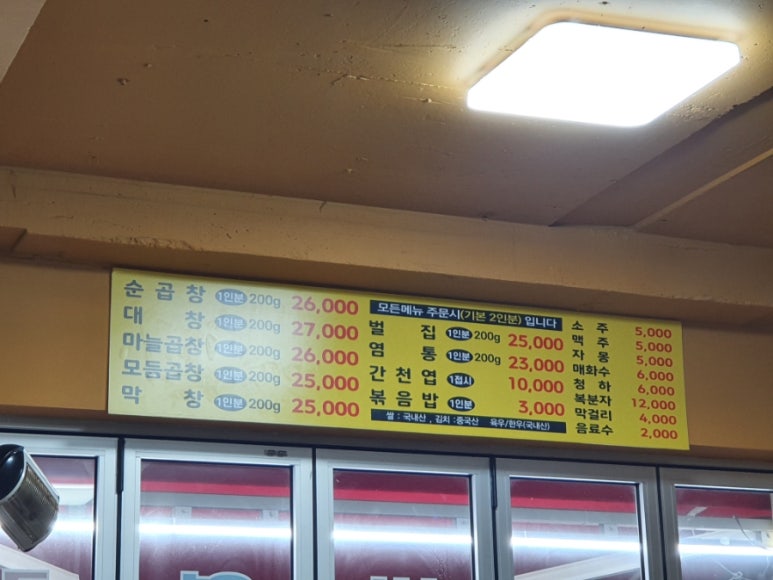 순곱창 1인분 200g 26,000
대창 1인분 200g 27,000
마늘곱창 1인분 200g 26,000
모듬곱창 1인분 200g 25,000
막창 1인분 200g 25,000
모든메뉴 주문시(기본 2인분) 입니다
벌집 1인분 200g 25,000
염통 1인분 200g 23,000
간천엽 1접시 10,000
볶음밥 1인분 3,000
쌀 : 국내산 , 김치 : 중국산 육우/한우(국내산)
소주 5,000
맥주 5,000
자몽 5,000
매화수 6,000
청하 6,000
복분자 12,000
막걸리 4,000
음료수 2,000